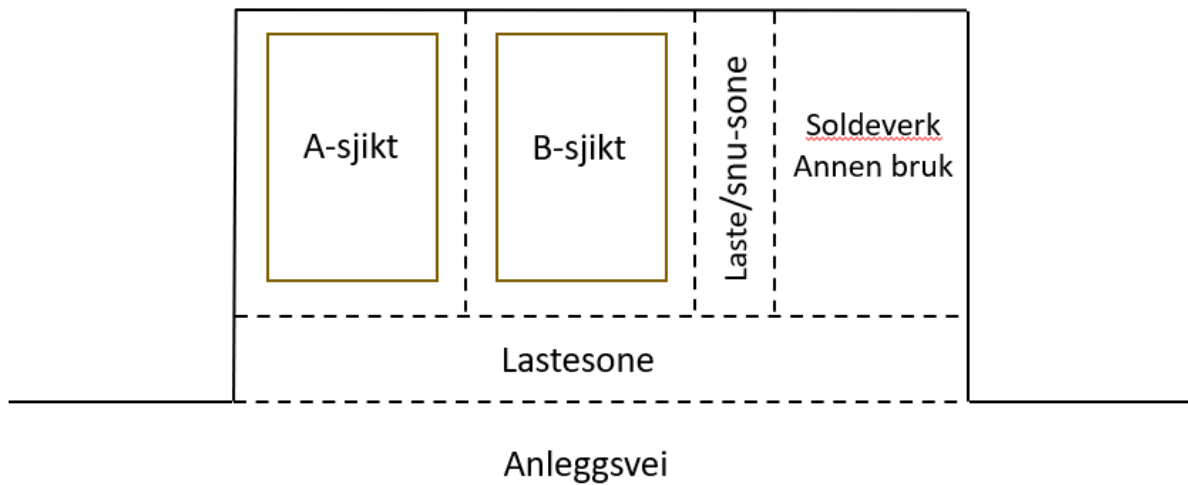 A-sjikt
B-sjikt
Laste/snu-sone
Soldeverk
Annen bruk
Lastesone
Anleggsvei